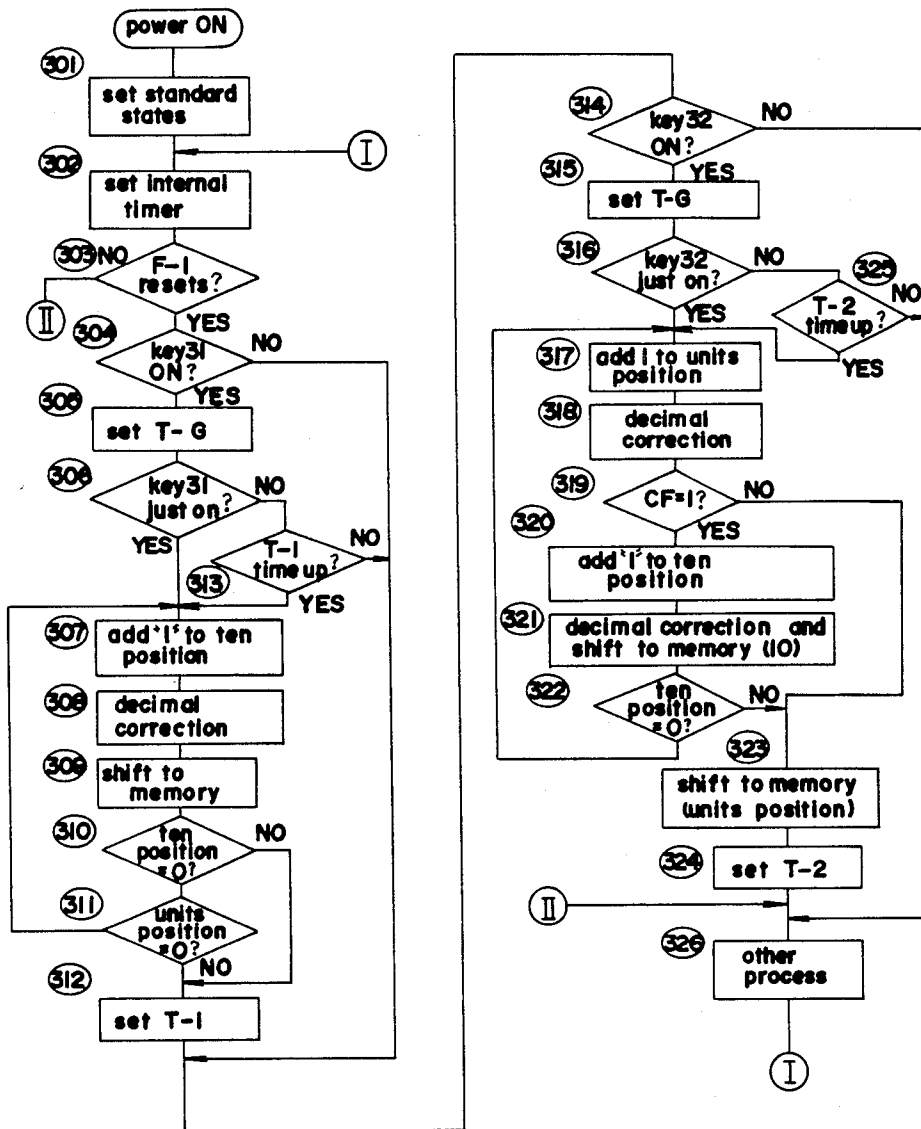 power ON
301
set standard
states
I
302
set internal
timer
303
NO
F-1
resets?
II
YES
304
key31
ON?
NO
YES
305
set T-G
306
key31
just on?
NO
YES
T-1
time up?
NO
313
YES
307
add "1" to ten
position
308
decimal
correction
309
shift to
memory
310
ten
position
=0?
NO
311
units
position
=0?
NO
312
set T-1
314
key32
ON?
NO
YES
315
set T-G
316
key32
just on?
NO
YES
325
T-2
time up?
NO
YES
317
add 1 to units
position
318
decimal
correction
319
CF=1?
NO
YES
320
add "1" to ten
position
321
decimal correction and
shift to memory (10)
322
ten
position
=0?
NO
323
shift to memory
(units position)
324
set T-2
II
326
other
process
I